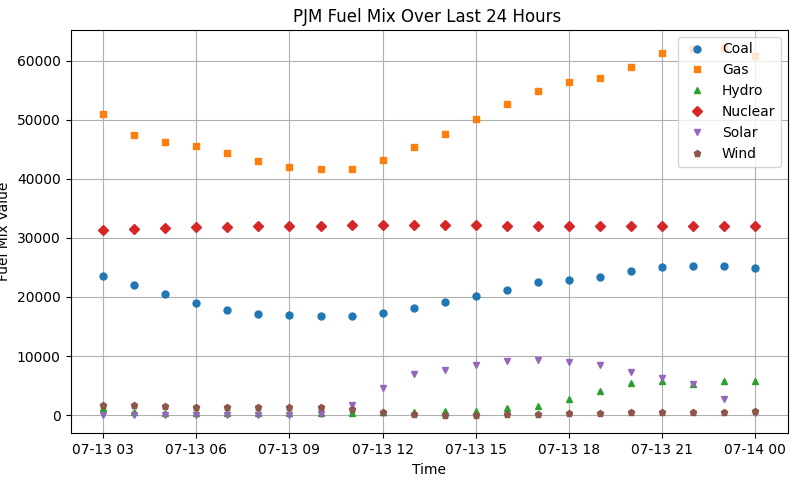 PJM Fuel Mix Over Last 24 Hours
60000
50000
40000
30000
20000
10000
0
Fuel Mix Value
Coal
Gas
Hydro
Nuclear
Solar
Wind
07-13 03
07-13 06
07-13 09
07-13 12
07-13 15
07-13 18
07-13 21
07-14 00
Time